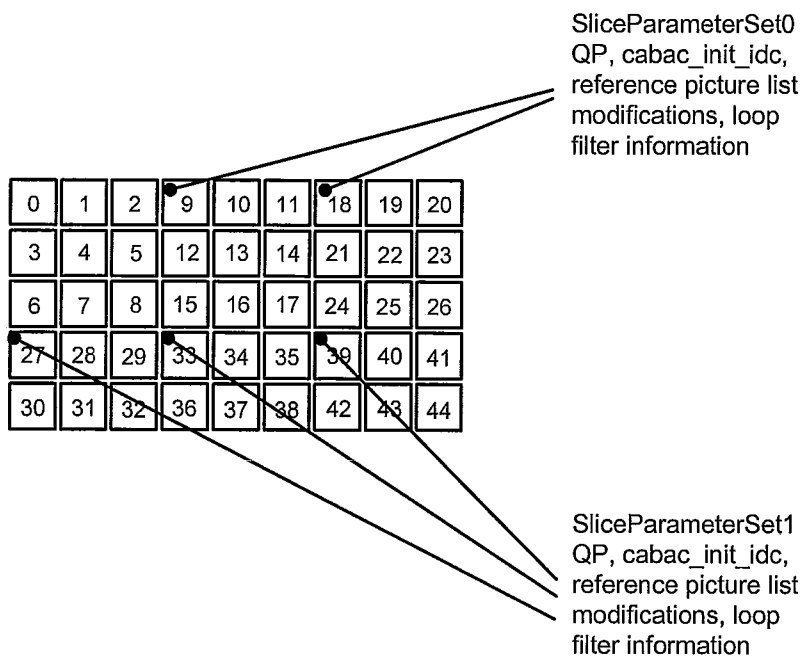 SliceParameterSet0
QP, cabac_init_idc,
reference picture list
modifications, loop
filter information
0 1 2 9 10 11 18 19 20
3 4 5 12 13 14 21 22 23
6 7 8 15 16 17 24 25 26
27 28 29 33 34 35 39 40 41
30 31 32 36 37 38 42 43 44
SliceParameterSet1
QP, cabac_init_idc,
reference picture list
modifications, loop
filter information